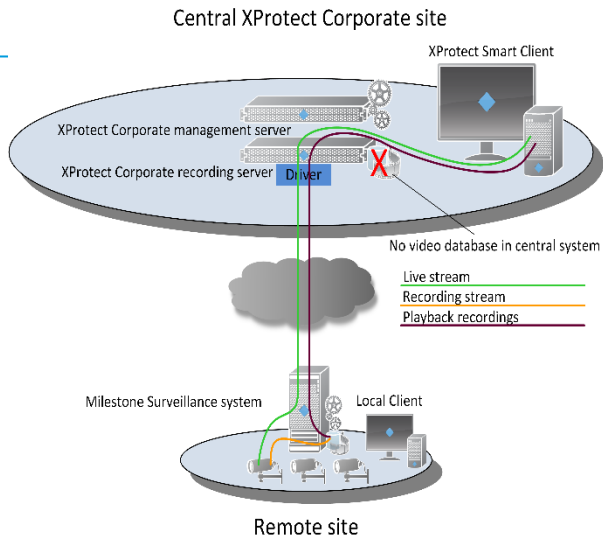 Central XProtect Corporate site
XProtect Smart Client
XProtect Corporate management server
XProtect Corporate recording server
Driver
No video database in central system
Live stream
Recording stream
Playback recordings
Milestone Surveillance system
Local Client
Remote site